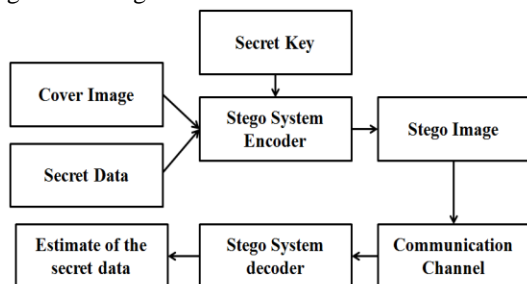 Secret Key
Cover Image
Stego System
Encoder
Stego Image
Secret Data
Estimate of the
secret data
Stego System
decoder
Communication
Channel